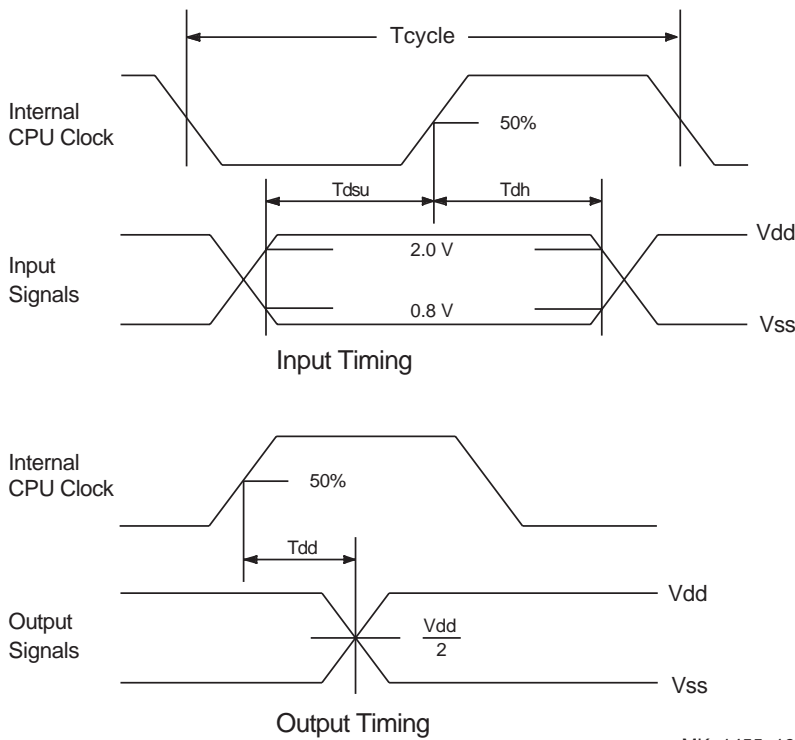 Tcycle
Internal
CPU Clock
50%
Tdsu
Tdh
Input
Signals
2.0 V
0.8 V
Vdd
Vss
Input Timing
Internal
CPU Clock
50%
Tdd
Output
Signals
Vdd
2
Vdd
Vss
Output Timing